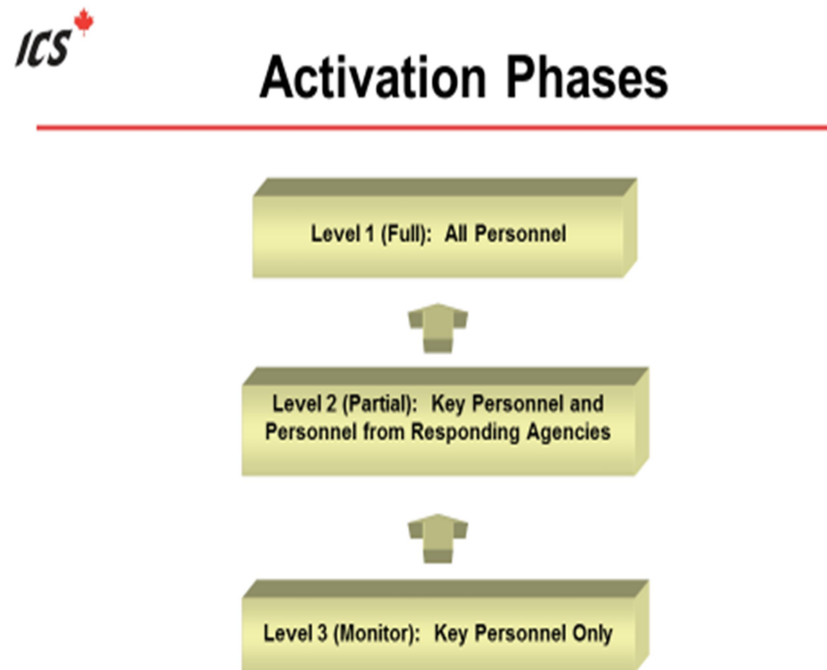 ICS
Activation Phases
Level 1 (Full): All Personnel
Level 2 (Partial): Key Personnel and
Personnel from Responding Agencies
Level 3 (Monitor): Key Personnel Only